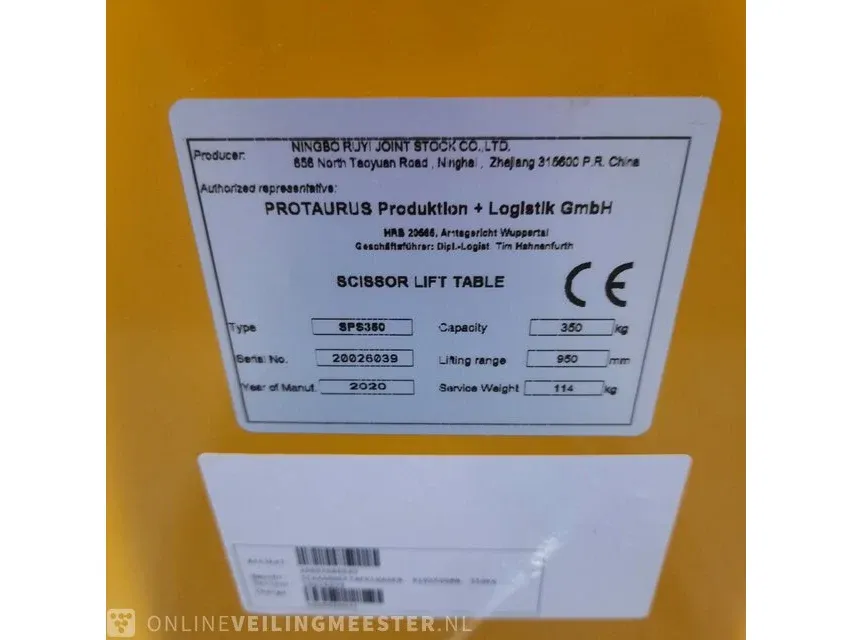 NINGBO RUYI JOINT STOCK CO.,LTD.
Producer: 656 North Taoyuan Road, Ninghai, Zhejiang 315600 P.R. China
Authorized representative:
PROTAURUS Produktion + Logistik GmbH
HRB 20565, Amtsgericht Wuppertal
Geschäftsführer: Dipl.-Logist. Tim Hahnenfurth
SCISSOR LIFT TABLE CE
Type SPS350 Capacity 350 kg
Serial No. 20026039 Lifting range 950 mm
Year of Manuf. 2020 Service Weight 114 kg
ONLINEVEILINGMEESTER.NL